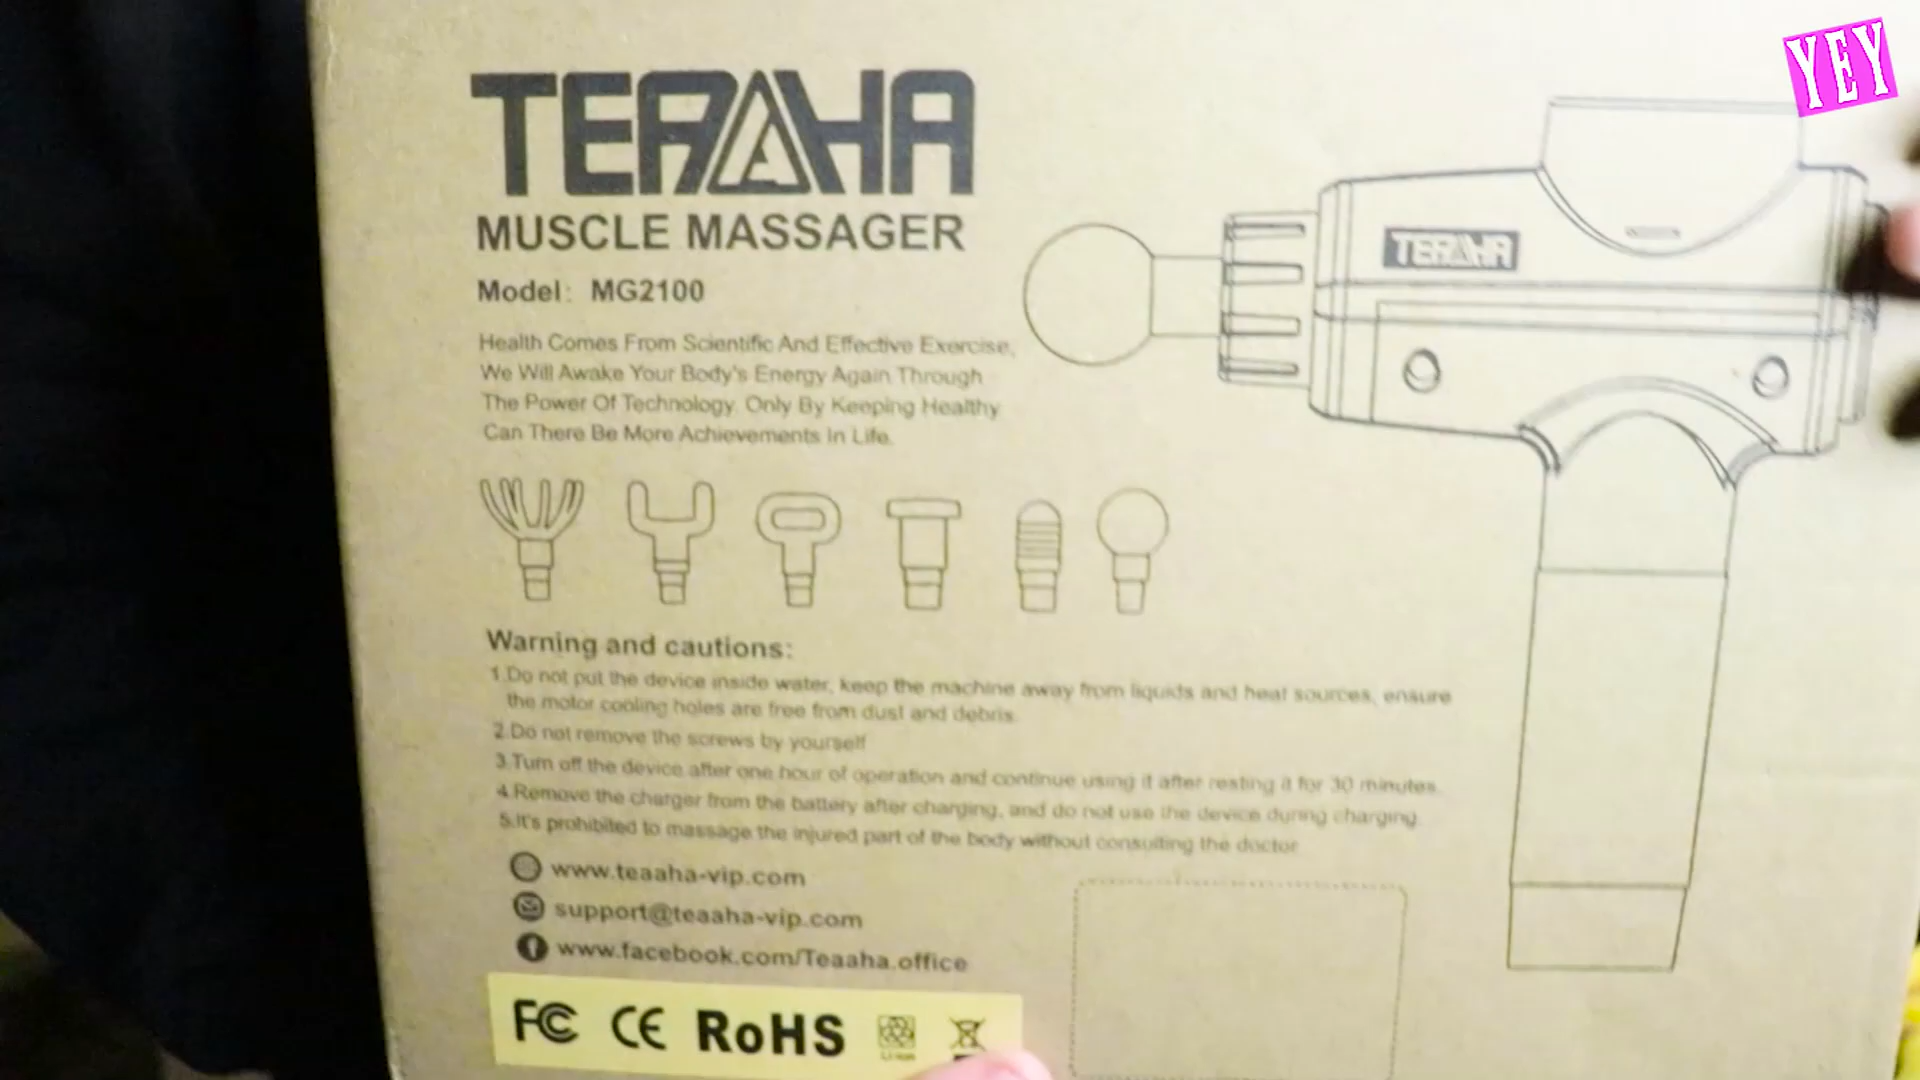 YEY
TEAAHA
MUSCLE MASSAGER
Model: MG2100
Health Comes From Scientific And Effective Exercise,
We Will Awake Your Body's Energy Again Through
The Power Of Technology. Only By Keeping Healthy
Can There Be More Achievements In Life.
TEAAHA
Warning and cautions:
1.Do not put the device inside water, keep the machine away from liquids and heat sources, ensure
the motor cooling holes are free from dust and debris.
2.Do not remove the screws by yourself
3.Turn off the device after one hour of operation and continue using it after resting it for 30 minutes.
4.Remove the charger from the battery after charging, and do not use the device during charging.
5.It's prohibited to massage the injured part of the body without consulting the doctor
www.teaaha-vip.com
support@teaaha-vip.com
www.facebook.com/Teaaha.office
FC CE RoHS
Li-ion